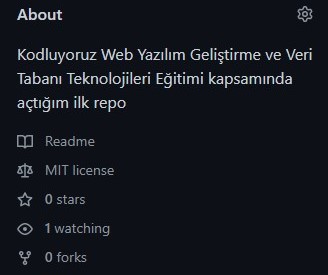 About
Kodluyoruz Web Yazılım Geliştirme ve Veri
Tabanı Teknolojileri Eğitimi kapsamında
açtığım ilk repo
Readme
MIT license
0 stars
1 watching
0 forks